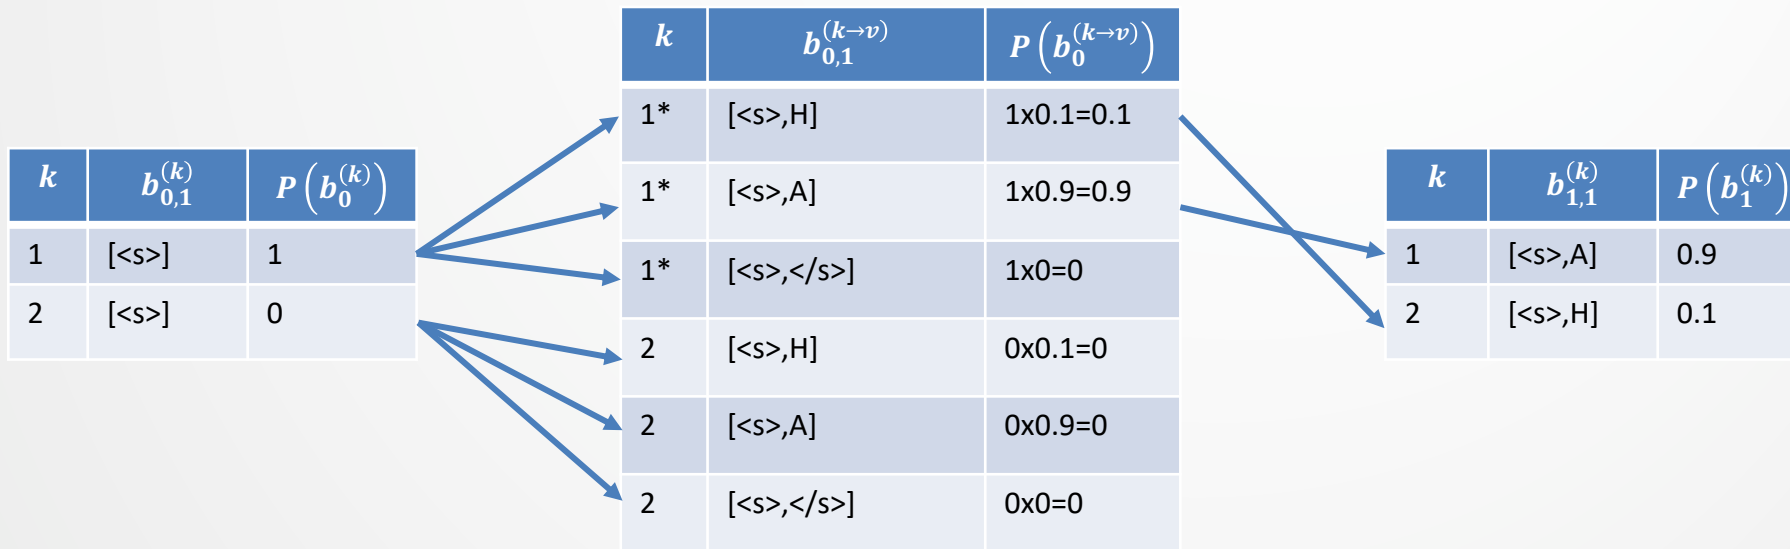 k b_{0,1}^{(k)} P(b_0^{(k)})
1 [<s>] 1
2 [<s>] 0
k b_{0,1}^{(k→v)} P(b_0^{(k→v)})
1* [<s>,H] 1x0.1=0.1
1* [<s>,A] 1x0.9=0.9
1* [<s>,</s>] 1x0=0
2 [<s>,H] 0x0.1=0
2 [<s>,A] 0x0.9=0
2 [<s>,</s>] 0x0=0
k b_{1,1}^{(k)} P(b_1^{(k)})
1 [<s>,A] 0.9
2 [<s>,H] 0.1